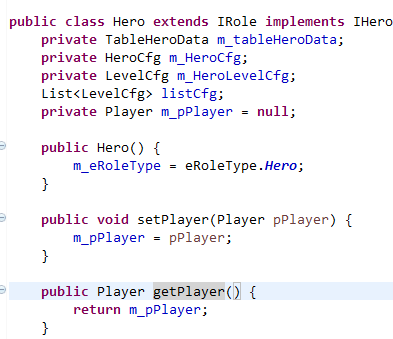 public class Hero extends IRole implements IHero
private TableHeroData m_tableHeroData;
private HeroCfg m_HeroCfg;
private LevelCfg m_HeroLevelCfg;
List<LevelCfg> listCfg;
private Player m_pPlayer = null;
public Hero() {
m_eRoleType = eRoleType.Hero;
}
public void setPlayer(Player pPlayer) {
m_pPlayer = pPlayer;
}
public Player getPlayer() {
return m_pPlayer;
}